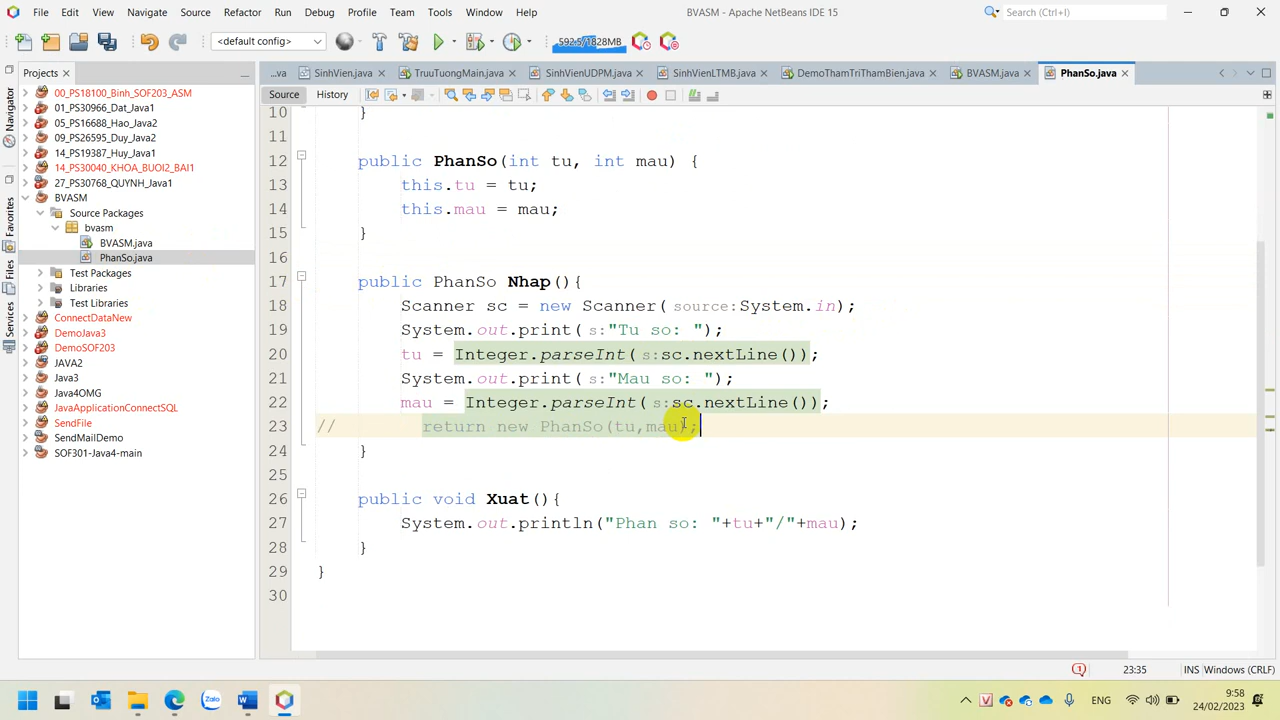 File Edit View Navigate Source Refactor Run Debug Profile Team Tools Window Help BVASM - Apache NetBeans IDE 15 Search (Ctrl+I)
<default config> 592.5/1828MB
Projects ...va SinhVien.java TruuTuongMain.java SinhVienUDPM.java SinhVienLTMB.java DemoThamTriThamBien.java BVASM.java PhanSo.java
Source History
Navigator
Favorites
Files
Services
00_PS18100_Binh_SOF203_ASM
01_PS30966_Dat_Java1
05_PS16688_Hao_Java2
09_PS26595_Duy_Java2
14_PS19387_Huy_Java1
14_PS30040_KHOA_BUOI2_BAI1
27_PS30768_QUYNH_Java1
BVASM
Source Packages
bvasm
BVASM.java
PhanSo.java
Test Packages
Libraries
Test Libraries
ConnectDataNew
DemoJava3
DemoSOF203
JAVA2
Java3
Java4OMG
JavaApplicationConnectSQL
SendFile
SendMailDemo
SOF301-Java4-main
10 }
11
12 public PhanSo(int tu, int mau) {
13 this.tu = tu;
14 this.mau = mau;
15 }
16
17 public PhanSo Nhap(){
18 Scanner sc = new Scanner( source:System.in);
19 System.out.print( s:"Tu so: ");
20 tu = Integer.parseInt( s:sc.nextLine());
21 System.out.print( s:"Mau so: ");
22 mau = Integer.parseInt( s:sc.nextLine());
23 // return new PhanSo(tu,mau);
24 }
25
26 public void Xuat(){
27 System.out.println("Phan so: "+tu+"/"+mau);
28 }
29 }
30
1 23:35 INS Windows (CRLF)
ENG 9:58
24/02/2023